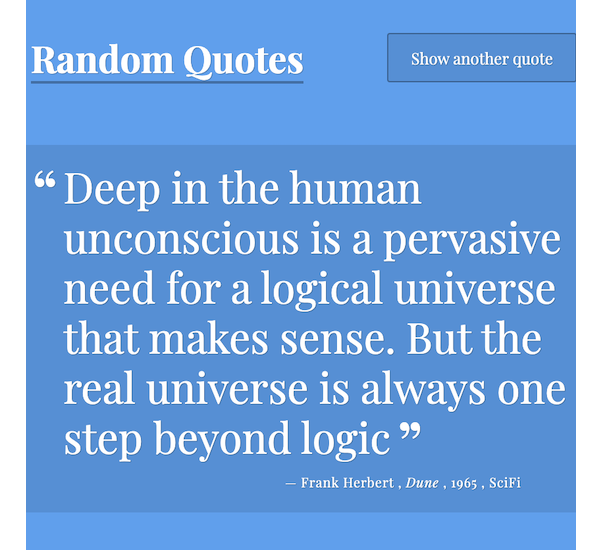 Random Quotes
Show another quote
“ Deep in the human
unconscious is a pervasive
need for a logical universe
that makes sense. But the
real universe is always one
step beyond logic ”
— Frank Herbert , Dune , 1965 , SciFi